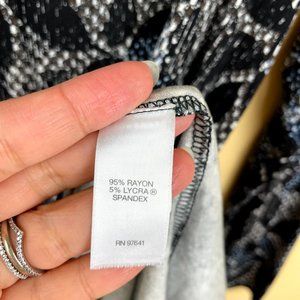 95% RAYON
5% LYCRA®
SPANDEX
RN 97641